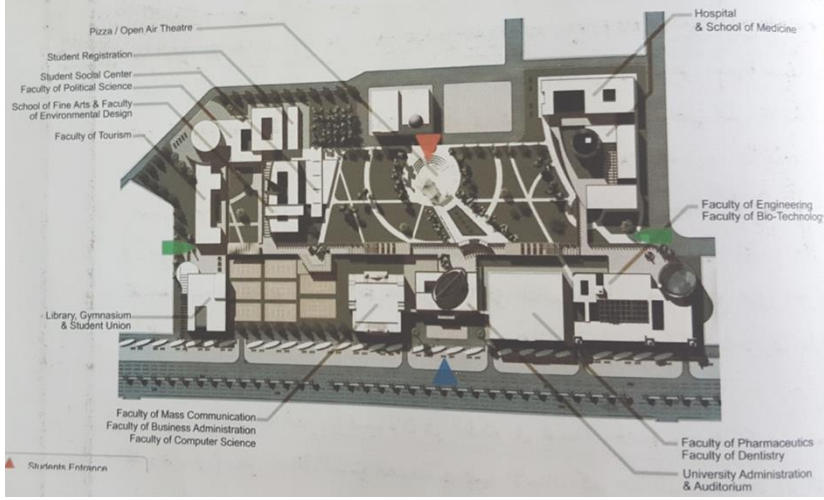 Pizza / Open Air Theatre
Student Registration
Student Social Center
Faculty of Political Science
School of Fine Arts & Faculty
of Environmental Design
Faculty of Tourism
Library, Gymnasium
& Student Union
Faculty of Mass Communication
Faculty of Business Administration
Faculty of Computer Science
Students Entrance
Hospital
& School of Medicine
Faculty of Engineering
Faculty of Bio-Technology
Faculty of Pharmaceutics
Faculty of Dentistry
University Administration
& Auditorium